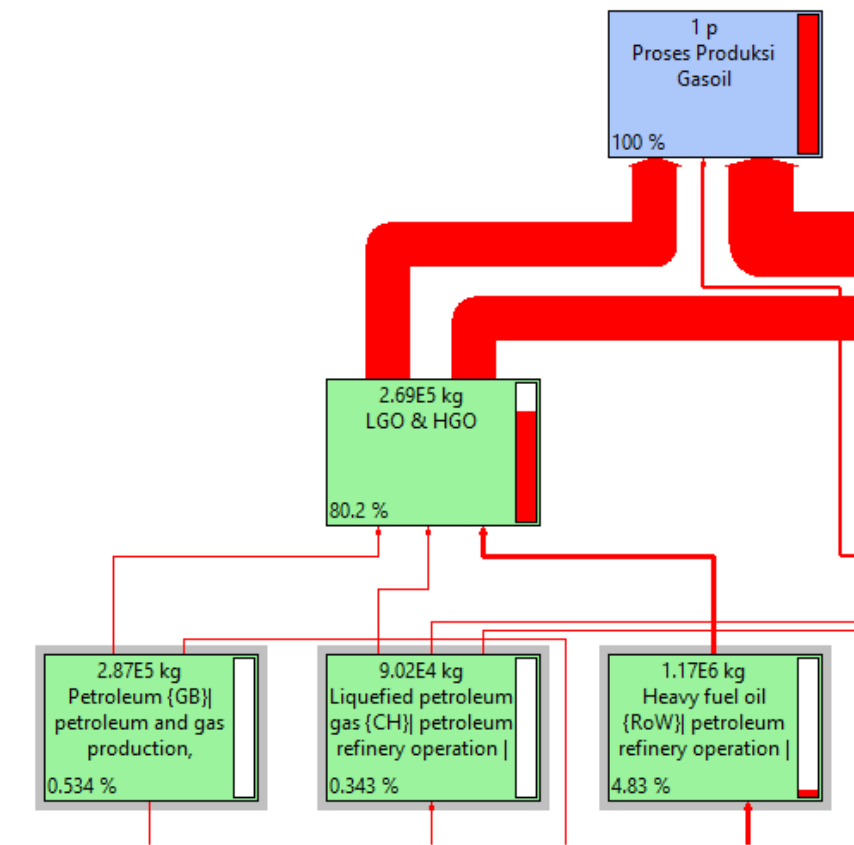 1 p
Proses Produksi
Gasoil
100 %
2.69E5 kg
LGO & HGO
80.2 %
2.87E5 kg
Petroleum {GB}|
petroleum and gas
production,
0.534 %
9.02E4 kg
Liquefied petroleum
gas {CH}| petroleum
refinery operation |
0.343 %
1.17E6 kg
Heavy fuel oil
{RoW}| petroleum
refinery operation |
4.83 %